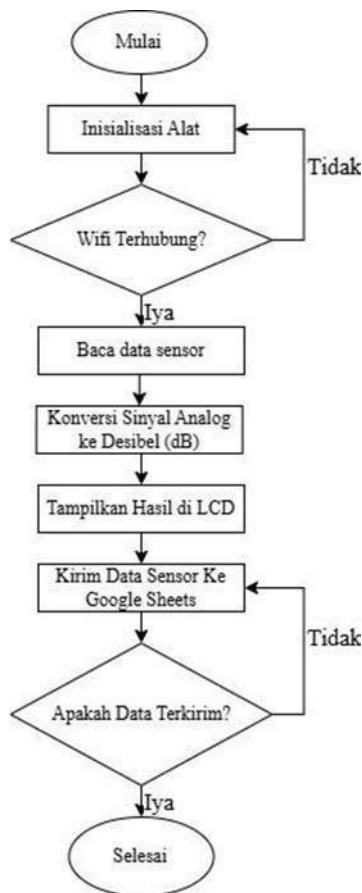 Mulai
Inisialisasi Alat
Tidak
Wifi Terhubung?
Iya
Baca data sensor
Konversi Sinyal Analog
ke Desibel (dB)
Tampilkan Hasil di LCD
Kirim Data Sensor Ke
Google Sheets
Tidak
Apakah Data Terkirim?
Iya
Selesai